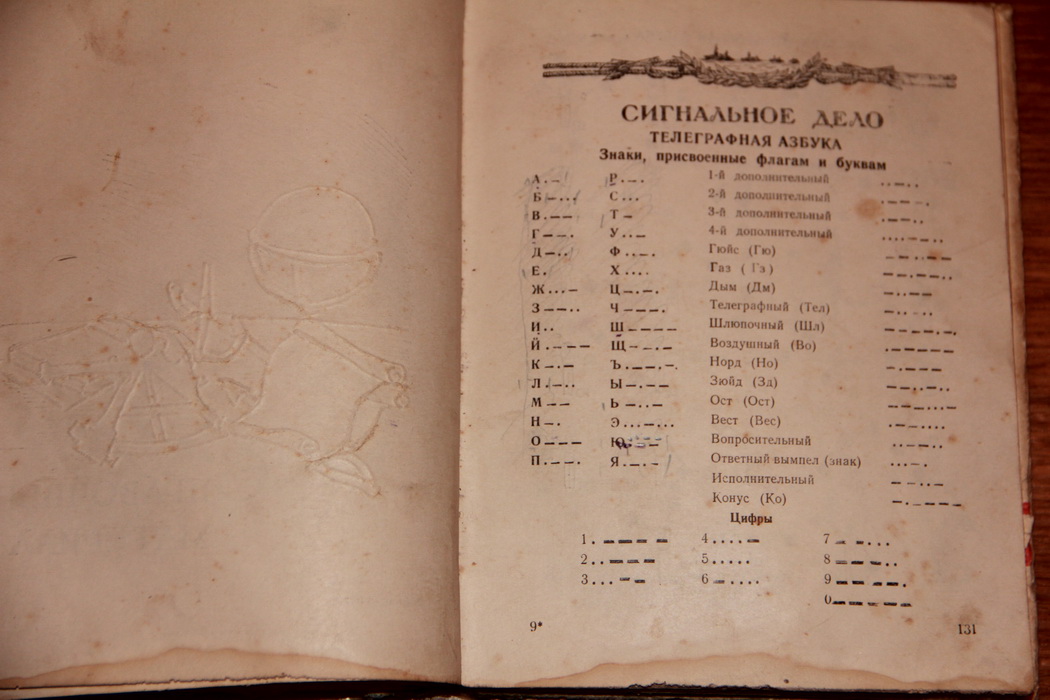 СИГНАЛЬНОЕ ДЕЛО
ТЕЛЕГРАФНАЯ АЗБУКА
Знаки, присвоенные флагам и буквам
А . – Р . – . 1-й дополнительный
Б – . . . С . . . 2-й дополнительный
В . – – Т – 3-й дополнительный
Г – – . У . . – 4-й дополнительный
Д – . . Ф . . – . Гюйс (Гю)
Е . Х . . . . Газ (Гз)
Ж . . . – Ц – . – . Дым (Дм)
З – – . . Ч – – – . Телеграфный (Тел)
И . . Ш – – – – Шлюпочный (Шл)
Й . – – – Щ – – . – Воздушный (Во)
К – . – Ъ . – – . – . Норд (Но)
Л . – . . Ы – . – – Зюйд (Зд)
М – – Ь – . . – Ост (Ост)
Н – . Э . . . – . . . Вест (Вес)
О – – – Ю . . – – Вопросительный
П . – – . Я . – . – Ответный вымпел (знак) . . . – .
Исполнительный
Конус (Ко)
Цифры
1 . – – – – 4 . . . . – 7 – – . . .
2 . . – – – 5 . . . . . 8 – – – . .
3 . . . – – 6 – . . . . 9 – – – – .
0 – – – – –
9* 131